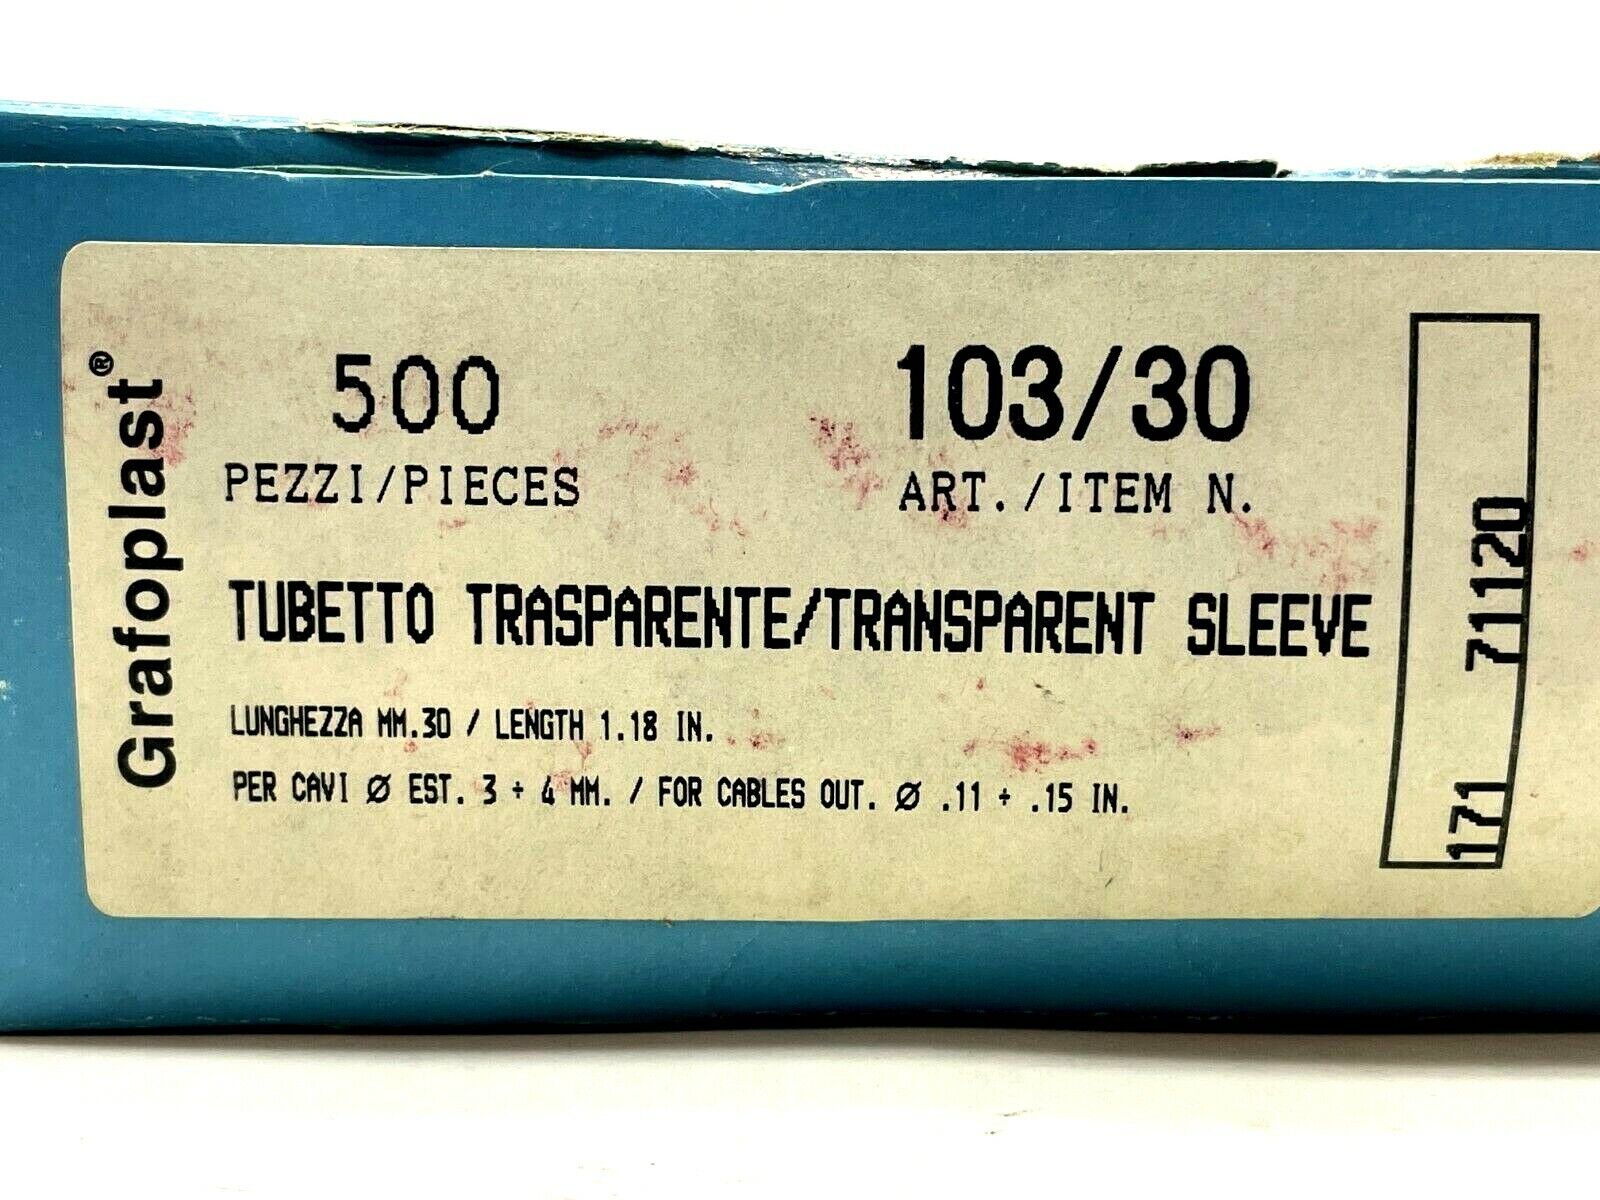 Grafoplast®
500 103/30
PEZZI/PIECES ART./ITEM N.
TUBETTO TRASPARENTE/TRANSPARENT SLEEVE
LUNGHEZZA MM.30 / LENGTH 1.18 IN.
PER CAVI Ø EST. 3 ÷ 4 MM. / FOR CABLES OUT. Ø .11 ÷ .15 IN.
171 71120